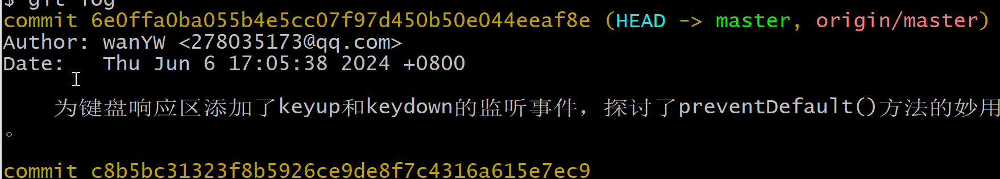 $ git log
commit 6e0ffa0ba055b4e5cc07f97d450b50e044eeaf8e (HEAD -> master, origin/master)
Author: wanYW <278035173@qq.com>
Date:   Thu Jun 6 17:05:38 2024 +0800
为键盘响应区添加了keyup和keydown的监听事件，探讨了preventDefault()方法的妙用
。
commit c8b5bc31323f8b5926ce9de8f7c4316a615e7ec9